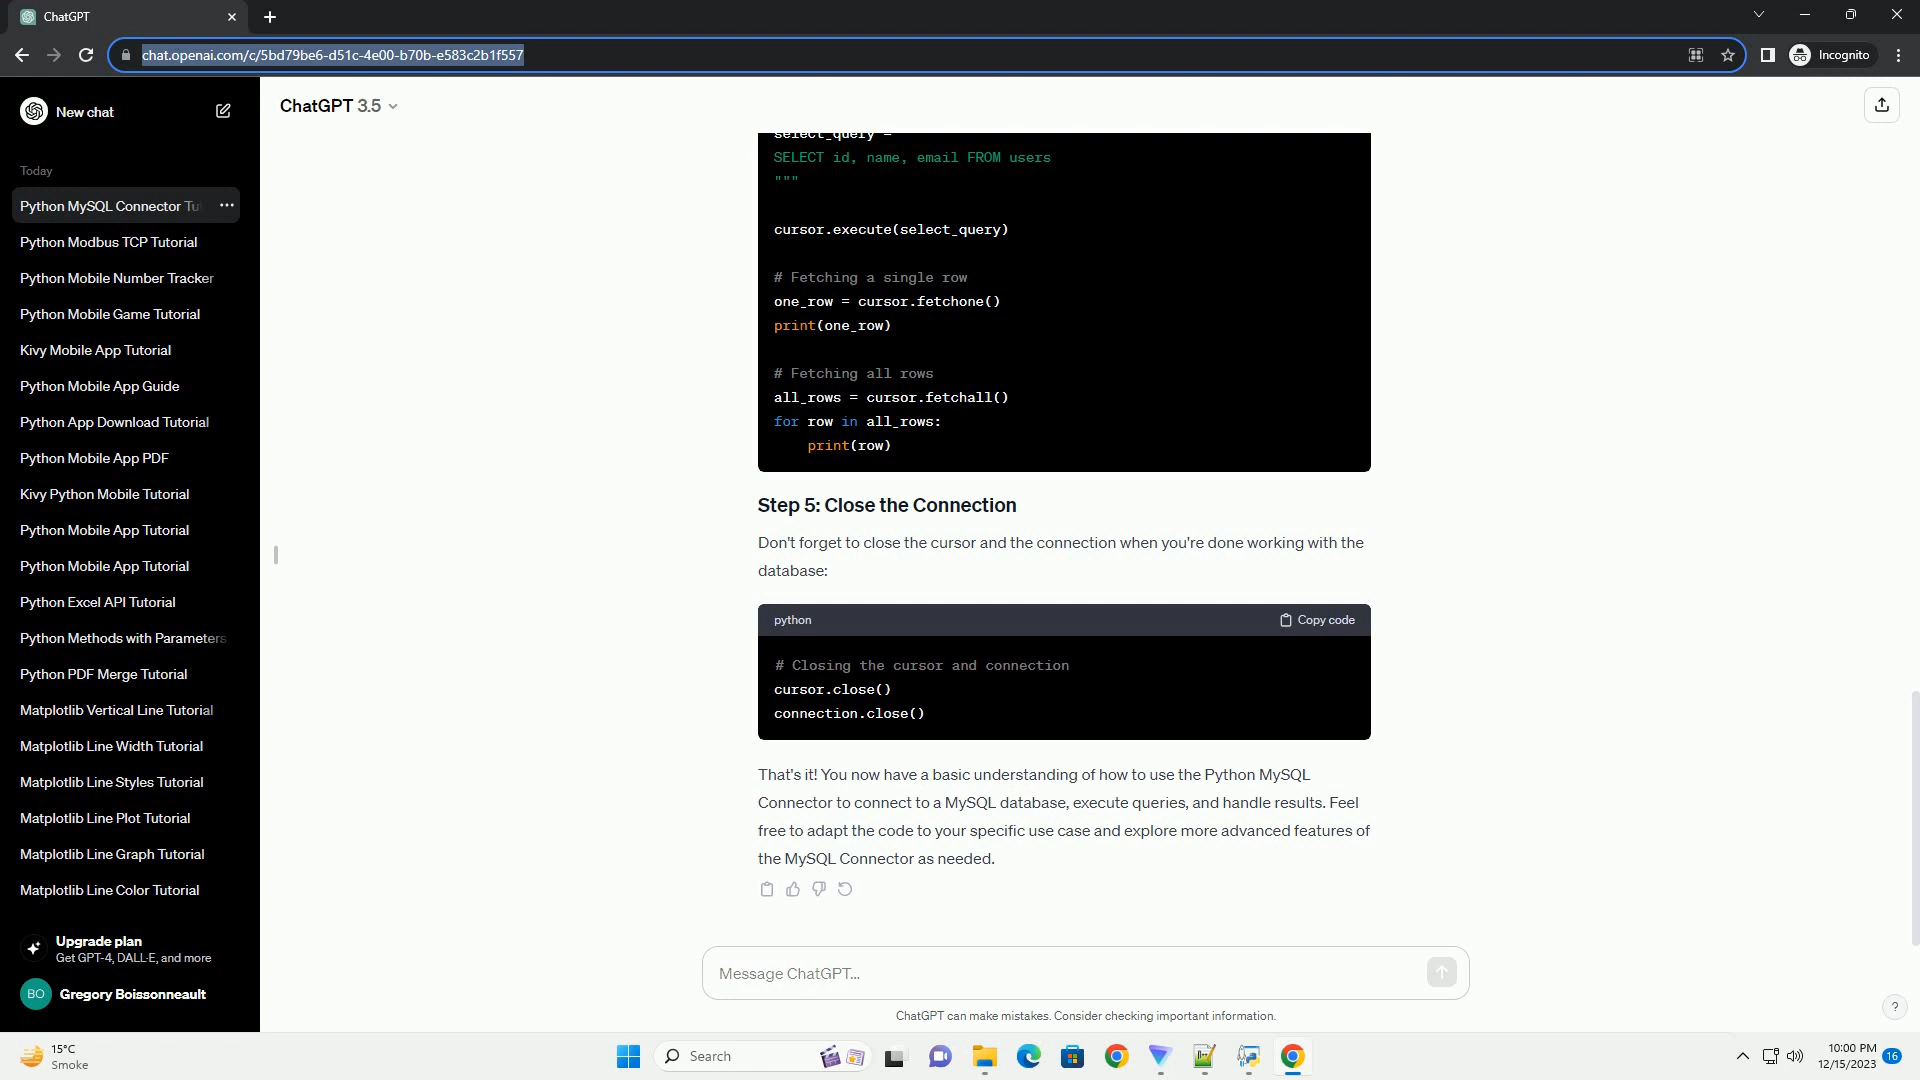 ChatGPT
chat.openai.com/c/5bd79be6-d51c-4e00-b70b-e583c2b1f557
Incognito
New chat
ChatGPT 3.5
Today
Python MySQL Connector Tu
Python Modbus TCP Tutorial
Python Mobile Number Tracker
Python Mobile Game Tutorial
Kivy Mobile App Tutorial
Python Mobile App Guide
Python App Download Tutorial
Python Mobile App PDF
Kivy Python Mobile Tutorial
Python Mobile App Tutorial
Python Mobile App Tutorial
Python Excel API Tutorial
Python Methods with Parameters
Python PDF Merge Tutorial
Matplotlib Vertical Line Tutorial
Matplotlib Line Width Tutorial
Matplotlib Line Styles Tutorial
Matplotlib Line Plot Tutorial
Matplotlib Line Graph Tutorial
Matplotlib Line Color Tutorial
Upgrade plan
Get GPT-4, DALL·E, and more
BO
Gregory Boissonneault
select_query =
SELECT id, name, email FROM users
"""
cursor.execute(select_query)
# Fetching a single row
one_row = cursor.fetchone()
print(one_row)
# Fetching all rows
all_rows = cursor.fetchall()
for row in all_rows:
print(row)
Step 5: Close the Connection
Don't forget to close the cursor and the connection when you're done working with the
database:
python
Copy code
# Closing the cursor and connection
cursor.close()
connection.close()
That's it! You now have a basic understanding of how to use the Python MySQL
Connector to connect to a MySQL database, execute queries, and handle results. Feel
free to adapt the code to your specific use case and explore more advanced features of
the MySQL Connector as needed.
Message ChatGPT...
ChatGPT can make mistakes. Consider checking important information.
?
15°C
Smoke
Search
10:00 PM
12/15/2023
16